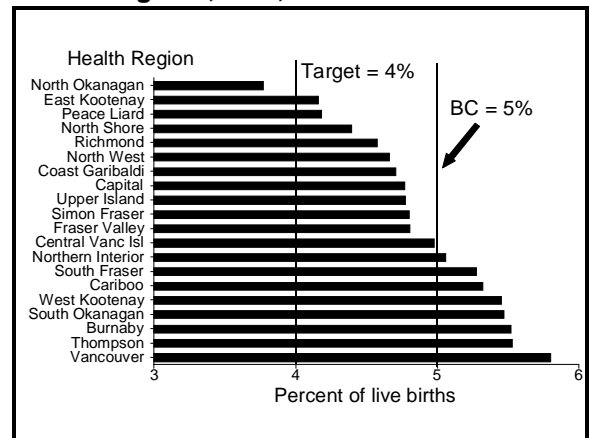 Health Region
Target = 4%
BC = 5%
North Okanagan
East Kootenay
Peace Liard
North Shore
Richmond
North West
Coast Garibaldi
Capital
Upper Island
Simon Fraser
Fraser Valley
Central Vanc Isl
Northern Interior
South Fraser
Cariboo
West Kootenay
South Okanagan
Burnaby
Thompson
Vancouver
3 4 5 6
Percent of live births